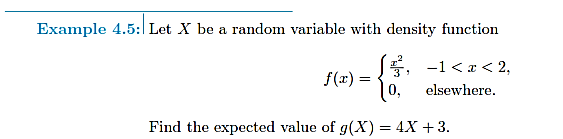 Example 4.5: Let X be a random variable with density function
f(x) = { x²/3, −1 < x < 2,
0, elsewhere.
Find the expected value of g(X) = 4X + 3.